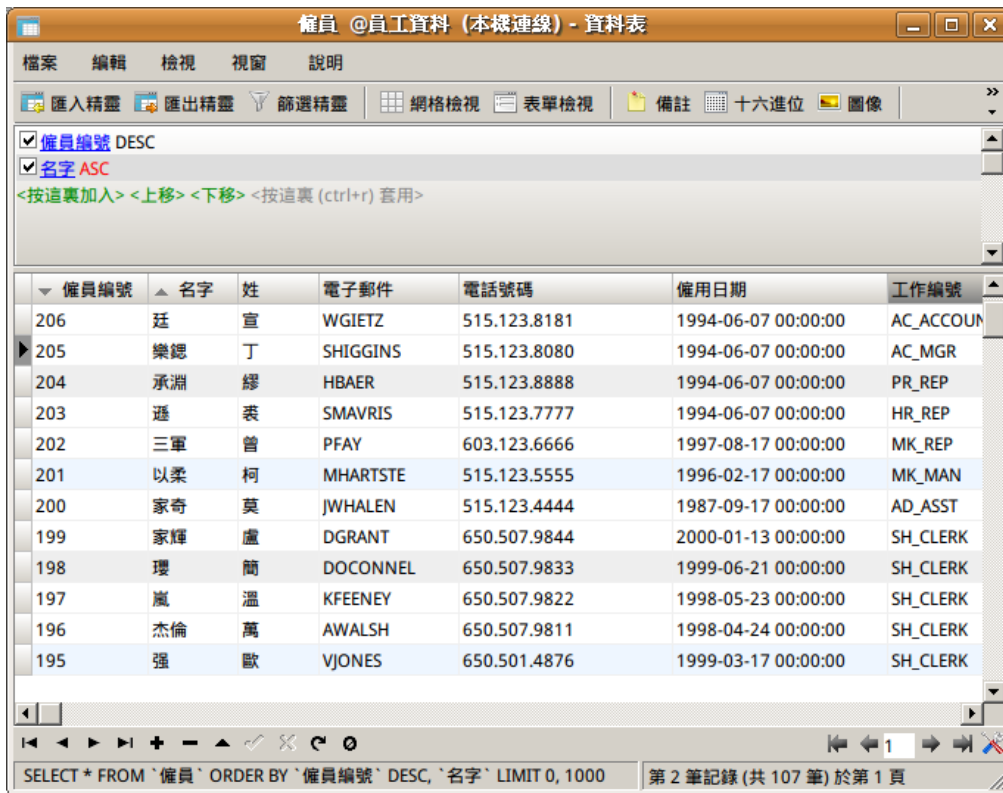 僱員 @員工資料 (本機連線) - 資料表
檔案 編輯 檢視 視窗 說明
匯入精靈 匯出精靈 篩選精靈 網格檢視 表單檢視 備註 十六進位 圖像
僱員編號 DESC
名字 ASC
<按這裏加入> <上移> <下移> <按這裏 (ctrl+r) 套用>
僱員編號 名字 姓 電子郵件 電話號碼 僱用日期 工作編號
206 廷 宣 WGIETZ 515.123.8181 1994-06-07 00:00:00 AC_ACCOUN
205 樂鍶 丁 SHIGGINS 515.123.8080 1994-06-07 00:00:00 AC_MGR
204 承淵 繆 HBAER 515.123.8888 1994-06-07 00:00:00 PR_REP
203 遜 裘 SMAVRIS 515.123.7777 1994-06-07 00:00:00 HR_REP
202 三軍 曾 PFAY 603.123.6666 1997-08-17 00:00:00 MK_REP
201 以柔 柯 MHARTSTE 515.123.5555 1996-02-17 00:00:00 MK_MAN
200 家奇 莫 JWHALEN 515.123.4444 1987-09-17 00:00:00 AD_ASST
199 家輝 盧 DGRANT 650.507.9844 2000-01-13 00:00:00 SH_CLERK
198 瓔 簡 DOCONNEL 650.507.9833 1999-06-21 00:00:00 SH_CLERK
197 嵐 溫 KFEENEY 650.507.9822 1998-05-23 00:00:00 SH_CLERK
196 杰倫 萬 AWALSH 650.507.9811 1998-04-24 00:00:00 SH_CLERK
195 强 歐 VJONES 650.501.4876 1999-03-17 00:00:00 SH_CLERK
1
SELECT * FROM `僱員` ORDER BY `僱員編號` DESC, `名字` LIMIT 0, 1000 第 2 筆記錄 (共 107 筆) 於第 1 頁